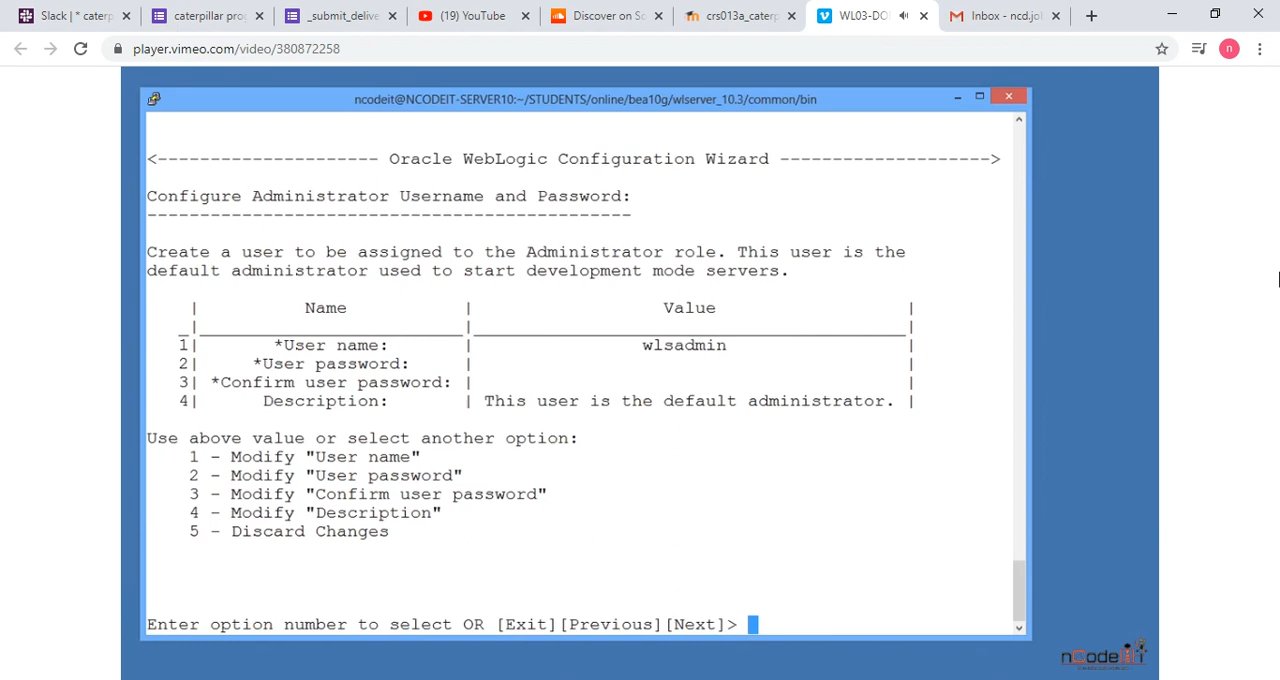 Slack | * caterp
caterpillar pro
_submit_delive
(19) YouTube
Discover on So
crs013a_caterp
WL03-DO
Inbox - ncd.jo
player.vimeo.com/video/380872258
n
ncodeit@NCODEIT-SERVER10:~/STUDENTS/online/bea10g/wlserver_10.3/common/bin
<--------------------- Oracle WebLogic Configuration Wizard -------------------->
Configure Administrator Username and Password:
----------------------------------------------
Create a user to be assigned to the Administrator role. This user is the
default administrator used to start development mode servers.
| Name | Value |
_|_________________________|_________________________________________|
1| *User name: | wlsadmin |
2| *User password: | |
3| *Confirm user password: | |
4| Description: | This user is the default administrator. |
Use above value or select another option:
1 - Modify "User name"
2 - Modify "User password"
3 - Modify "Confirm user password"
4 - Modify "Description"
5 - Discard Changes
Enter option number to select OR [Exit][Previous][Next]>
nCodeIT